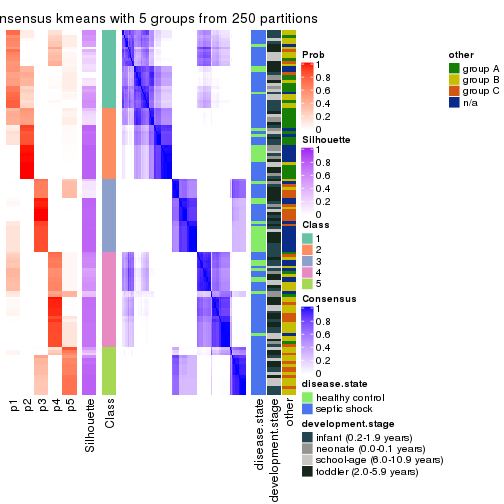 nsensus kmeans with 5 groups from 250 partitions
Prob
1
0.8
0.6
0.4
0.2
0
Silhouette
1
0.8
0.6
0.4
0.2
0
Class
1
2
3
4
5
Consensus
1
0.8
0.6
0.4
0.2
0
disease.state
healthy control
septic shock
development.stage
infant (0.2-1.9 years)
neonate (0.0-0.1 years)
school-age (6.0-10.9 years)
toddler (2.0-5.9 years)
other
group A
group B
group C
n/a
p1
p2
p3
p4
p5
Silhouette
Class
disease.state
development.stage
other